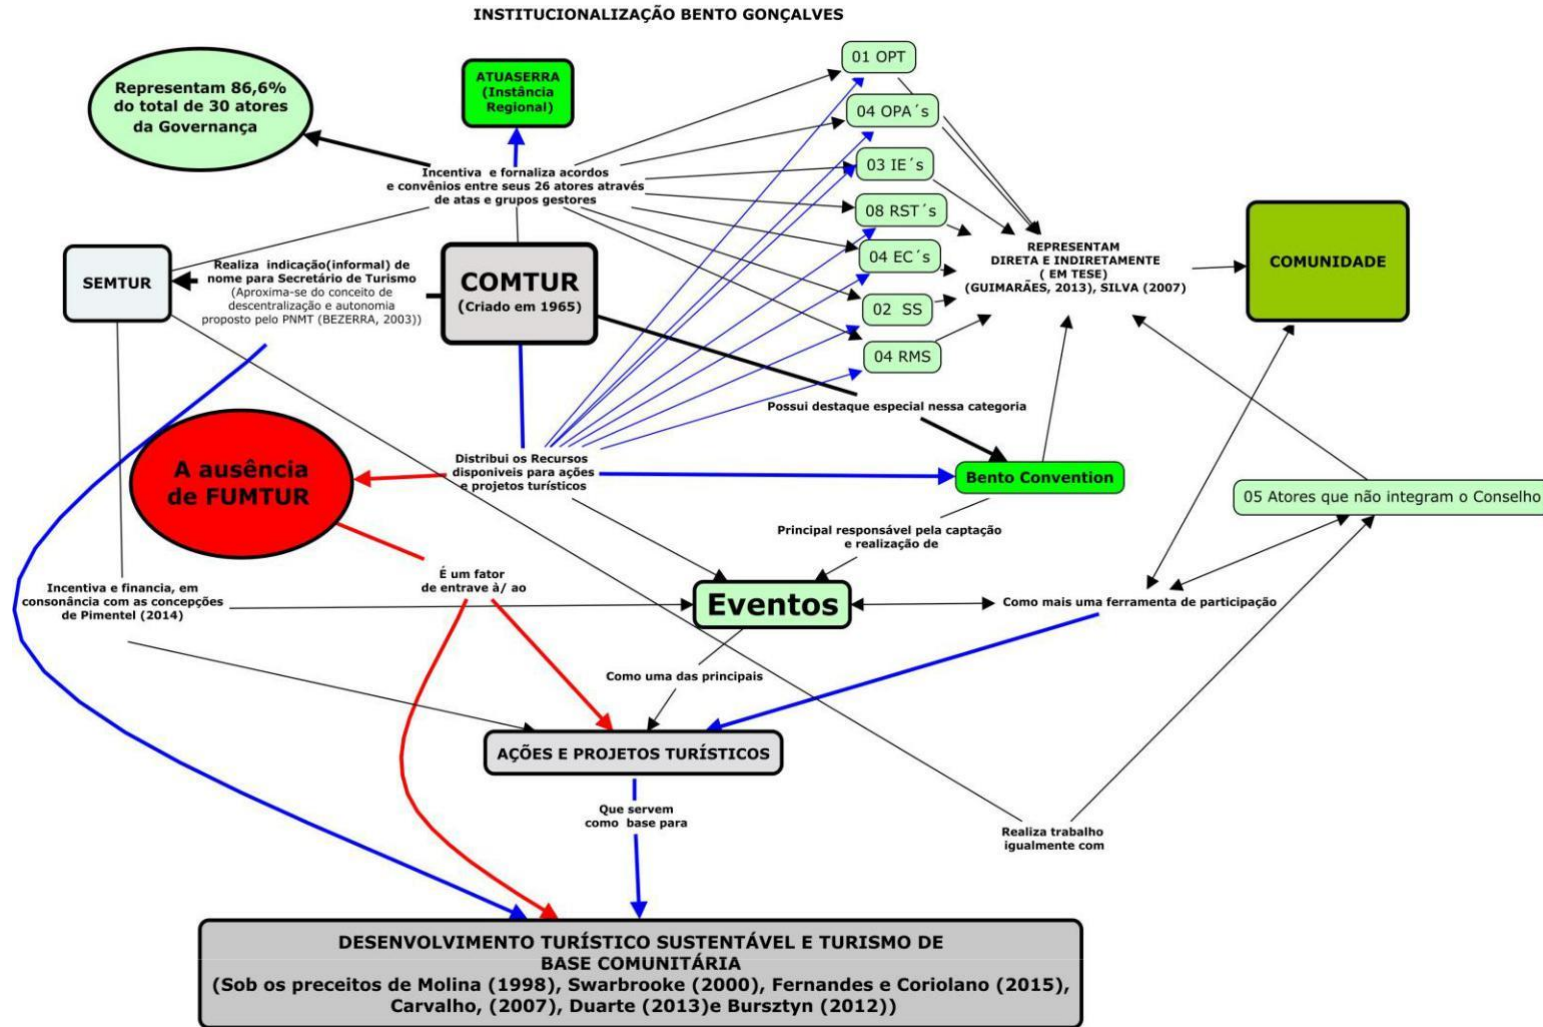 INSTITUCIONALIZAÇÃO BENTO GONÇALVES
Representam 86,6%
do total de 30 atores
da Governança
ATUASERRA
(Instância
Regional)
01 OPT
04 OPA´s
03 IE´s
08 RST´s
04 EC´s
02 SS
04 RMS
Incentiva e fornaliza acordos
e convênios entre seus 26 atores através
de atas e grupos gestores
SEMTUR
Realiza indicação(informal) de
nome para Secretário de Turismo
(Aproxima-se do conceito de
descentralização e autonomia
proposto pelo PNMT (BEZERRA, 2003))
COMTUR
(Criado em 1965)
REPRESENTAM
DIRETA E INDIRETAMENTE
( EM TESE)
(GUIMARÃES, 2013), SILVA (2007)
COMUNIDADE
Possui destaque especial nessa categoria
A ausência
de FUMTUR
Distribui os Recursos
disponiveis para ações
e projetos turísticos
Bento Convention
05 Atores que não integram o Conselho
Principal responsável pela captação
e realização de
É um fator
de entrave à/ ao
Incentiva e financia, em
consonância com as concepções
de Pimentel (2014)
Eventos
Como mais uma ferramenta de participação
Como uma das principais
AÇÕES E PROJETOS TURÍSTICOS
Que servem
como base para
Realiza trabalho
igualmente com
DESENVOLVIMENTO TURÍSTICO SUSTENTÁVEL E TURISMO DE
BASE COMUNITÁRIA
(Sob os preceitos de Molina (1998), Swarbrooke (2000), Fernandes e Coriolano (2015),
Carvalho, (2007), Duarte (2013)e Bursztyn (2012))